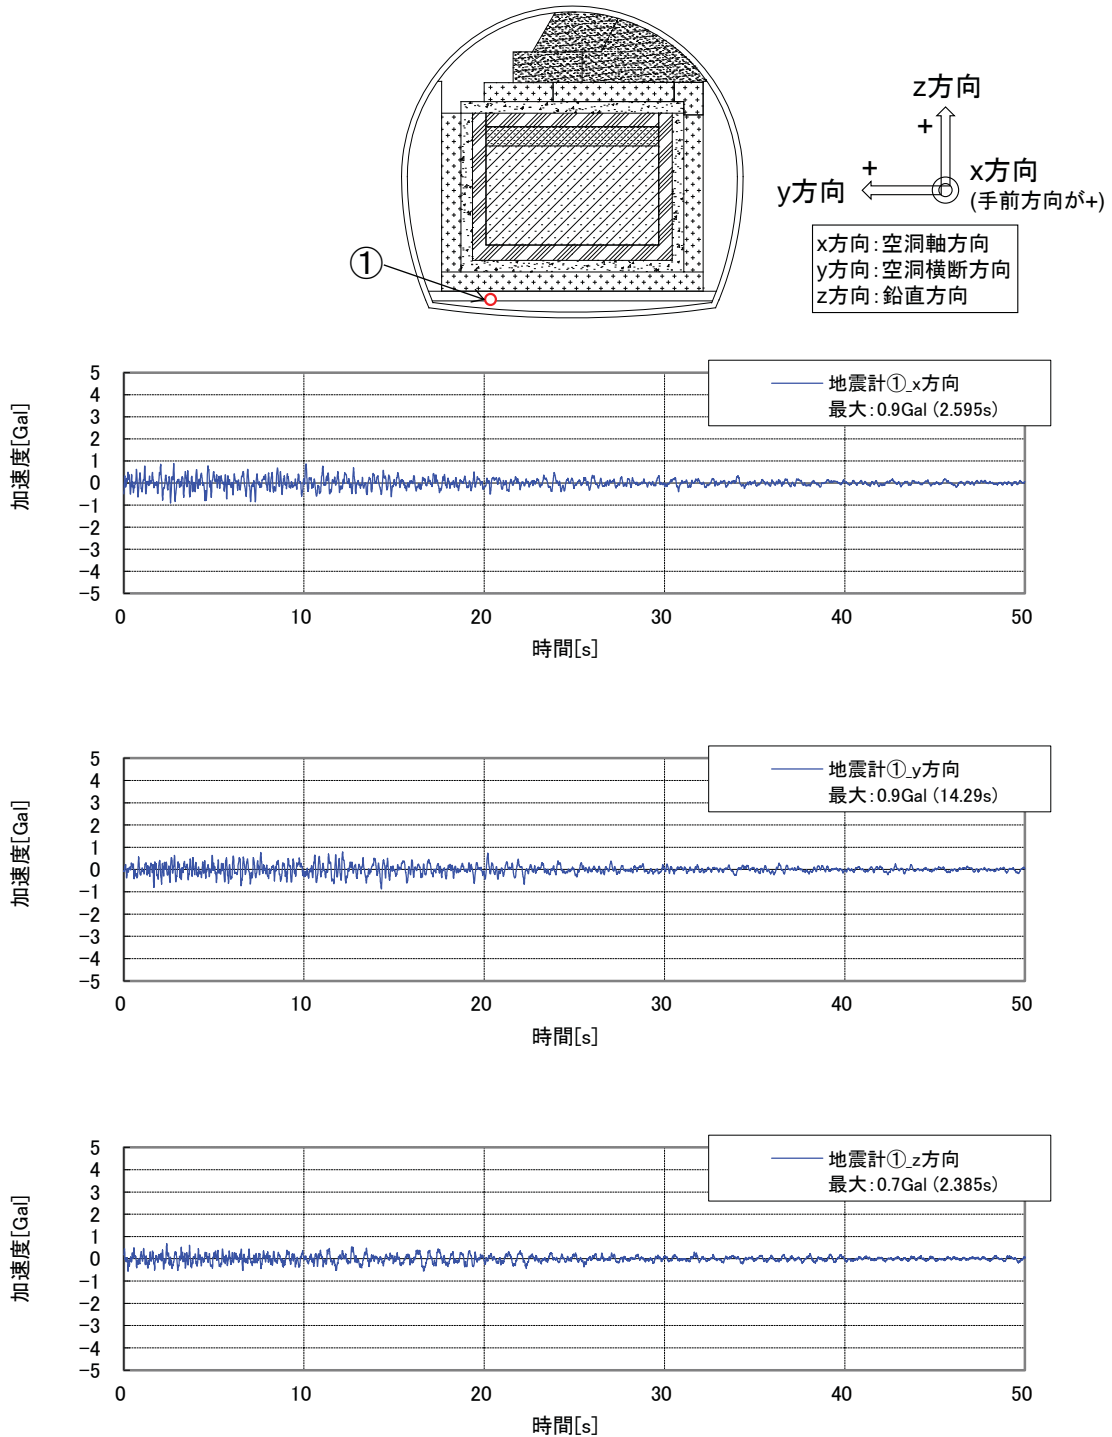 z方向
+
+
x方向
y方向
(手前方向が+)
①
x方向:空洞軸方向
y方向:空洞横断方向
z方向:鉛直方向
加速度[Gal]
5
4
3
2
1
0
-1
-2
-3
-4
-5
地震計①_x方向
最大:0.9Gal (2.595s)
0 10 20 30 40 50
時間[s]
加速度[Gal]
5
4
3
2
1
0
-1
-2
-3
-4
-5
地震計①_y方向
最大:0.9Gal (14.29s)
0 10 20 30 40 50
時間[s]
加速度[Gal]
5
4
3
2
1
0
-1
-2
-3
-4
-5
地震計①_z方向
最大:0.7Gal (2.385s)
0 10 20 30 40 50
時間[s]